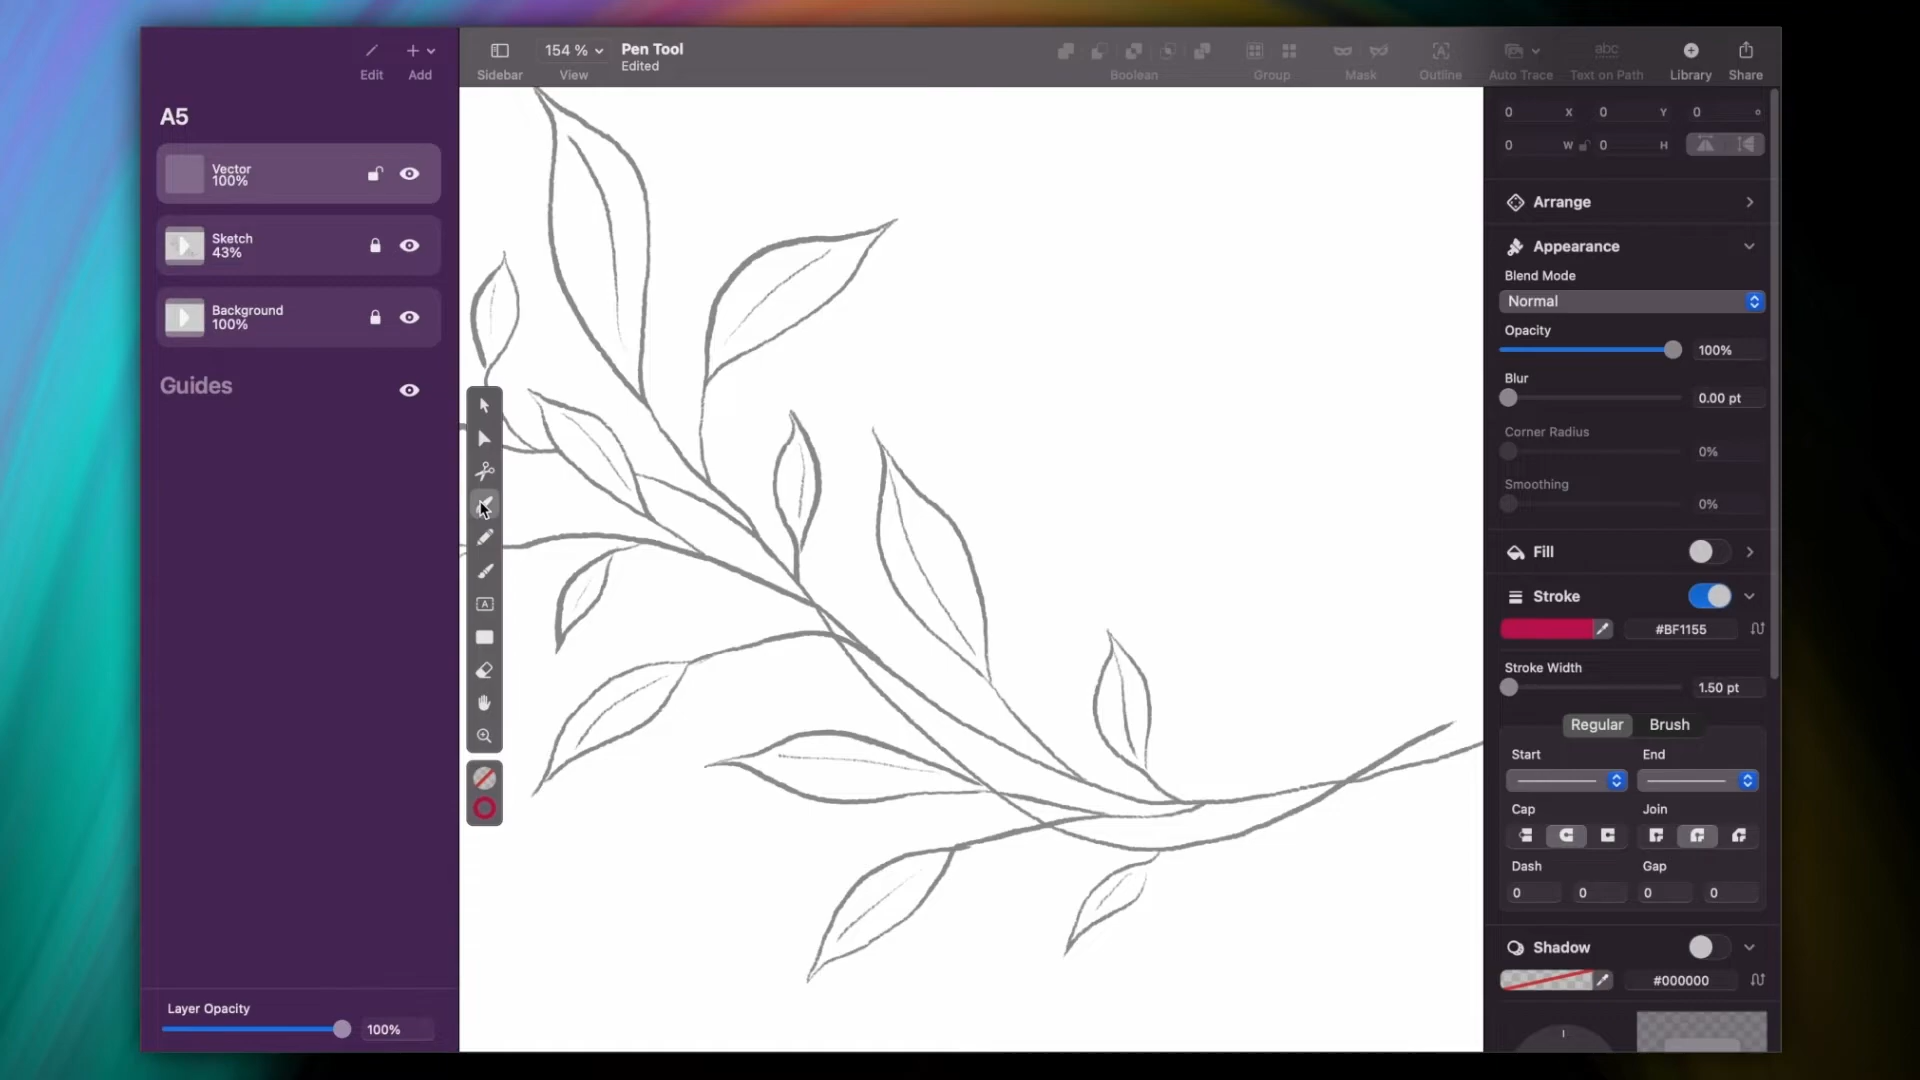 Edit
Add
Sidebar
154 %
View
Pen Tool
Edited
Boolean
Group
Mask
Outline
Auto Trace
abc
Text on Path
Library
Share
A5
Vector
100%
Sketch
43%
Background
100%
Guides
Layer Opacity
100%
A
0 X 0 Y 0 °
0 W 0 H
Arrange
Appearance
Blend Mode
Normal
Opacity
100%
Blur
0.00 pt
Corner Radius
0%
Smoothing
0%
Fill
Stroke
#BF1155
Stroke Width
1.50 pt
Regular Brush
Start End
Cap Join
Dash Gap
0 0 0 0
Shadow
#000000